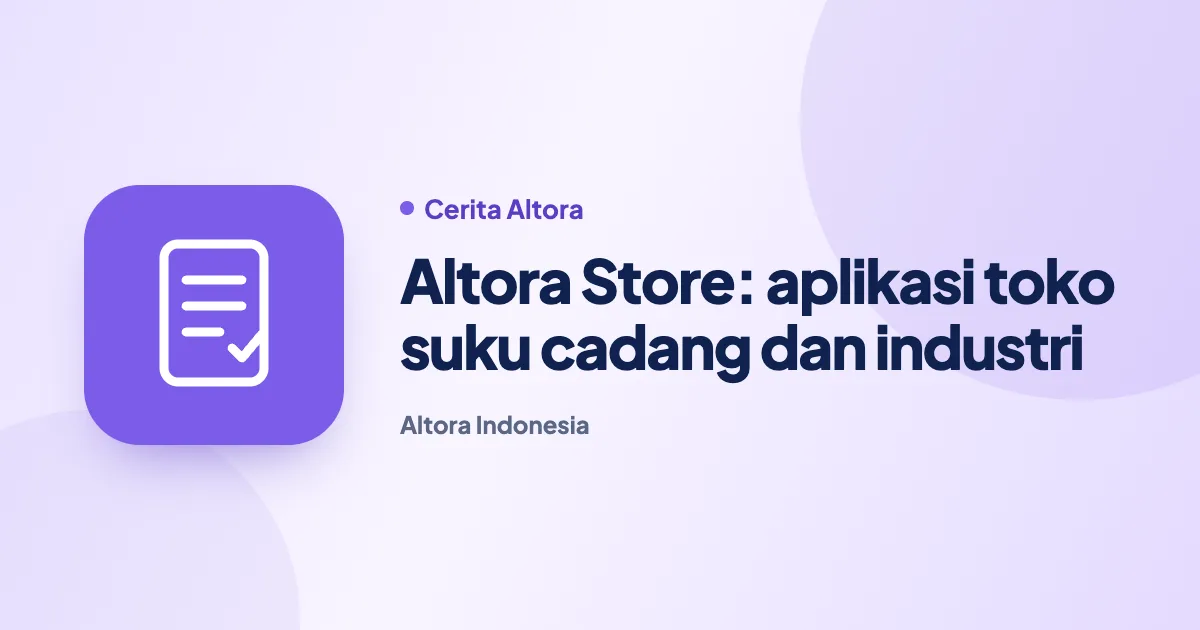 Cerita Altora
Altora Store: aplikasi toko
suku cadang dan industri
Altora Indonesia